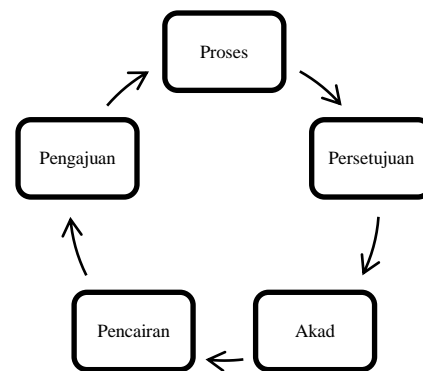 Proses
Pengajuan
Persetujuan
Pencairan
Akad